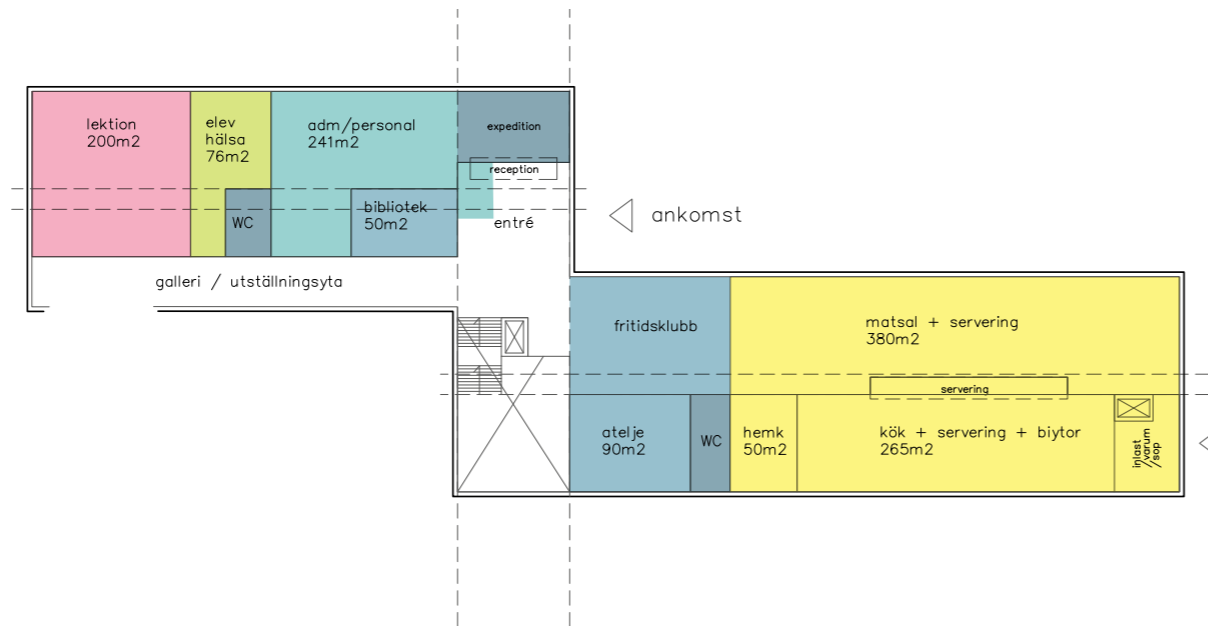 lektion
200m2
elev
hälsa
76m2
adm/personal
241m2
expedition
reception
WC
bibliotek
50m2
entré
ankomst
galleri / utställningsyta
fritidsklubb
matsal + servering
380m2
servering
atelje
90m2
WC
hemk
50m2
kök + servering + biytor
265m2
inlast
/varum
/sop